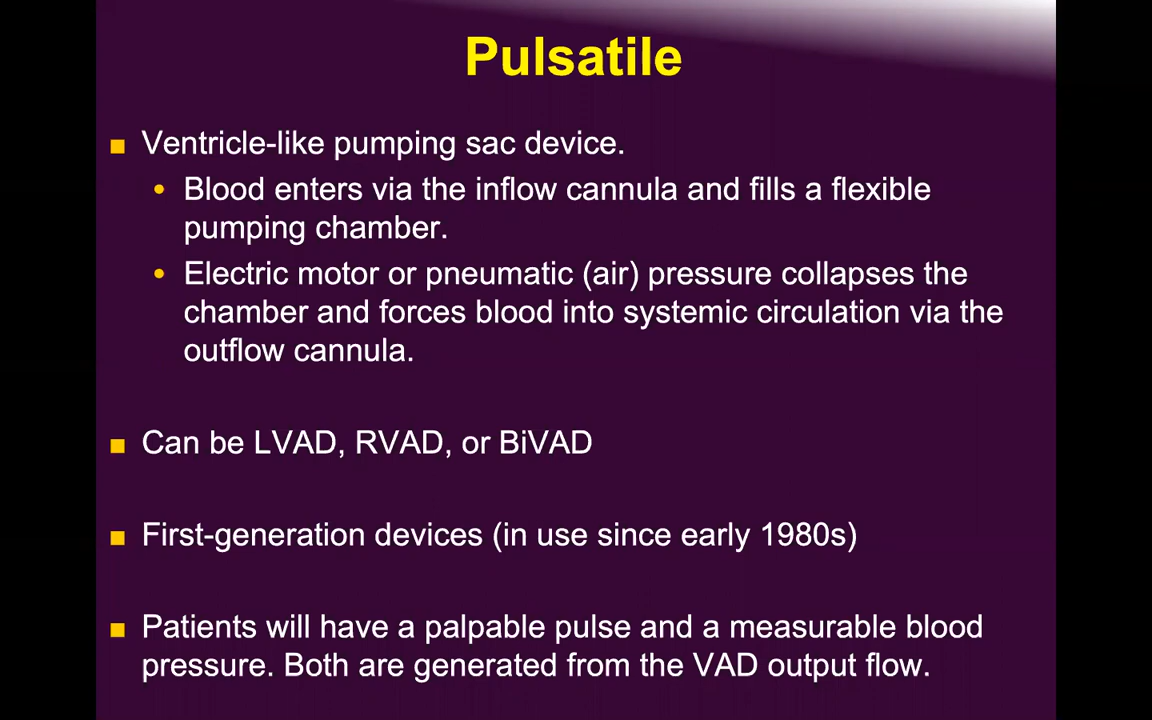 Pulsatile
Ventricle-like pumping sac device.
Blood enters via the inflow cannula and fills a flexible
pumping chamber.
Electric motor or pneumatic (air) pressure collapses the
chamber and forces blood into systemic circulation via the
outflow cannula.
Can be LVAD, RVAD, or BiVAD
First-generation devices (in use since early 1980s)
Patients will have a palpable pulse and a measurable blood
pressure. Both are generated from the VAD output flow.